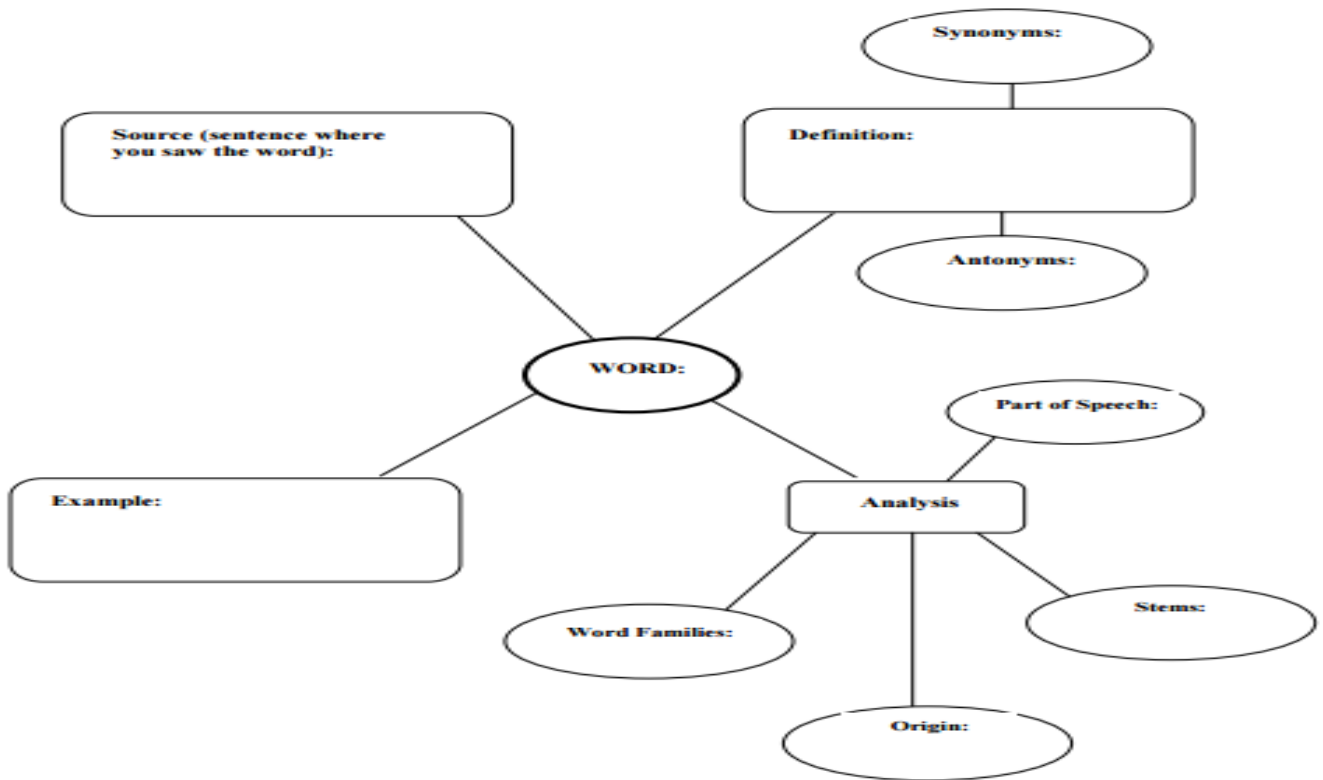 Synonyms:
Source (sentence where
you saw the word):
Definition:
Antonyms:
WORD:
Part of Speech:
Example:
Analysis
Stems:
Word Families:
Origin: